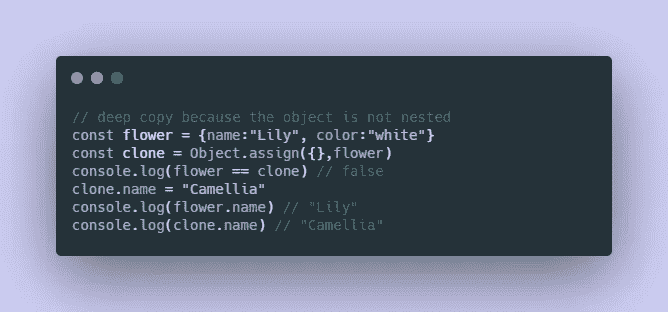 // deep copy because the object is not nested
const flower = {name:"Lily", color:"white"}
const clone = Object.assign({},flower)
console.log(flower == clone) // false
clone.name = "Camellia"
console.log(flower.name) // "Lily"
console.log(clone.name) // "Camellia"